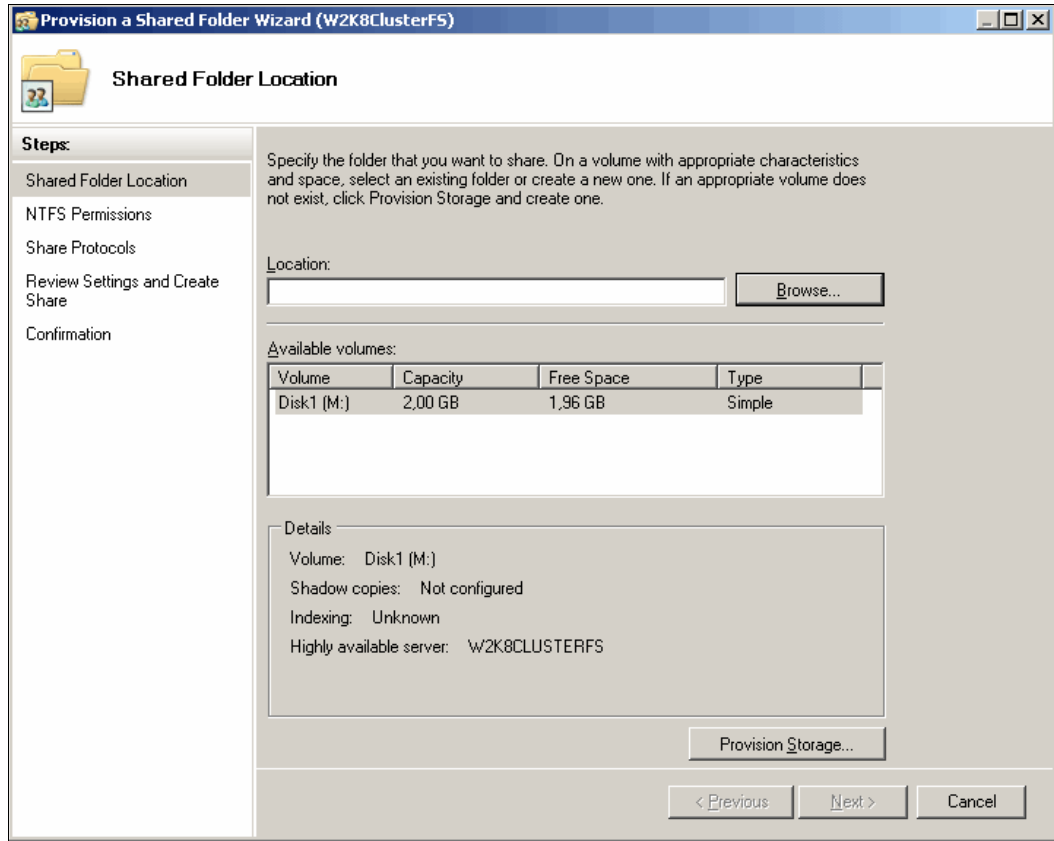 Provision a Shared Folder Wizard (W2K8ClusterFS)
Shared Folder Location
Steps:
Shared Folder Location
NTFS Permissions
Share Protocols
Review Settings and Create
Share
Confirmation
Specify the folder that you want to share. On a volume with appropriate characteristics
and space, select an existing folder or create a new one. If an appropriate volume does
not exist, click Provision Storage and create one.
Location:
Browse...
Available volumes:
Volume Capacity Free Space Type
Disk1 (M:) 2,00 GB 1,96 GB Simple
Details
Volume: Disk1 (M:)
Shadow copies: Not configured
Indexing: Unknown
Highly available server: W2K8CLUSTERFS
Provision Storage...
< Previous Next > Cancel